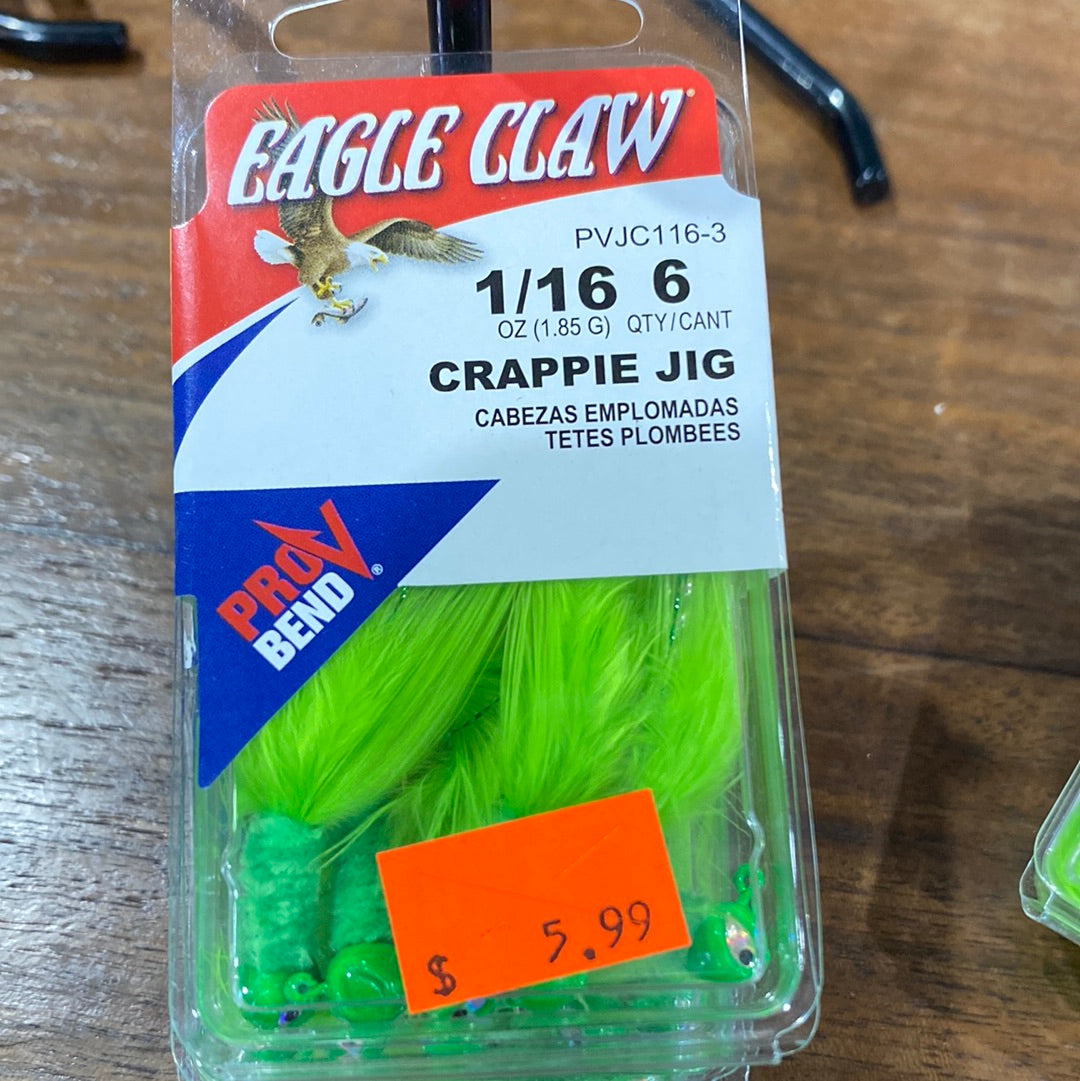 EAGLE CLAW®
PVJC116-3
1/16 6
OZ (1.85 G) QTY/CANT
CRAPPIE JIG
CABEZAS EMPLOMADAS
TETES PLOMBEES
PRO V
BEND®
$ 5.99